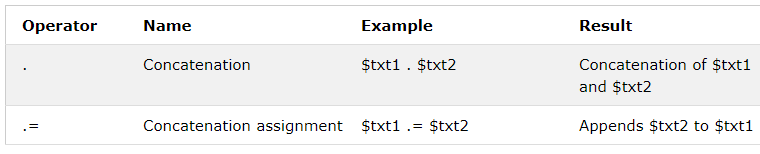 Operator Name Example Result
. Concatenation $txt1 . $txt2 Concatenation of $txt1
and $txt2
.= Concatenation assignment $txt1 .= $txt2 Appends $txt2 to $txt1